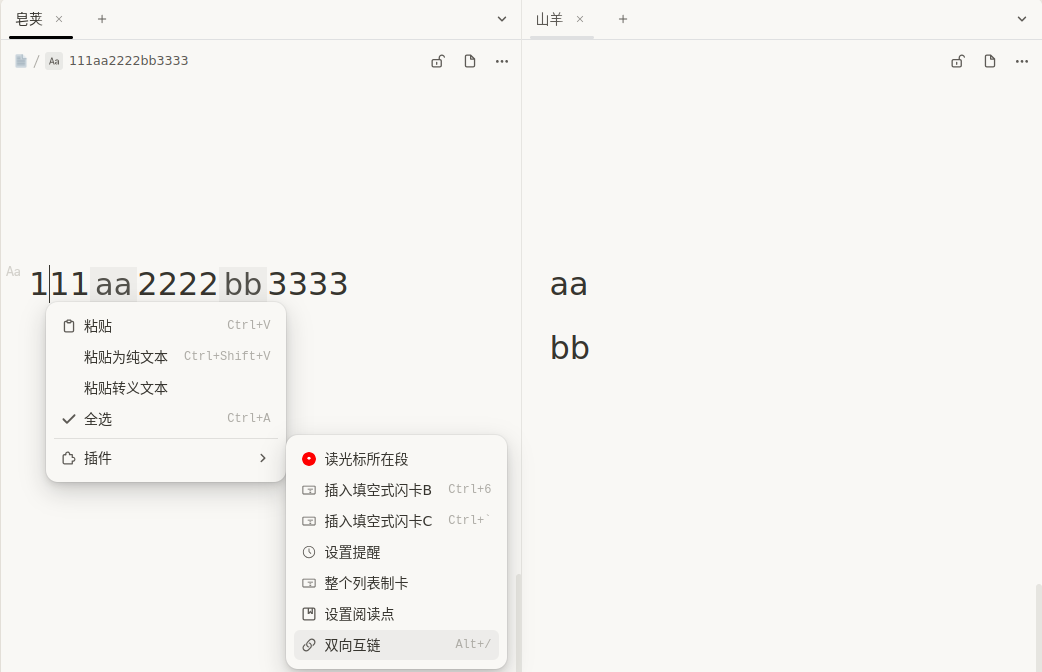 皂荚 × +
/ Aa 111aa2222bb3333
Aa 111aa2222bb3333
粘贴 Ctrl+V
粘贴为纯文本 Ctrl+Shift+V
粘贴转义文本
全选 Ctrl+A
插件
读光标所在段
插入填空式闪卡B Ctrl+6
插入填空式闪卡C Ctrl+`
设置提醒
整个列表制卡
设置阅读点
双向互链 Alt+/
山羊 × +
aa
bb